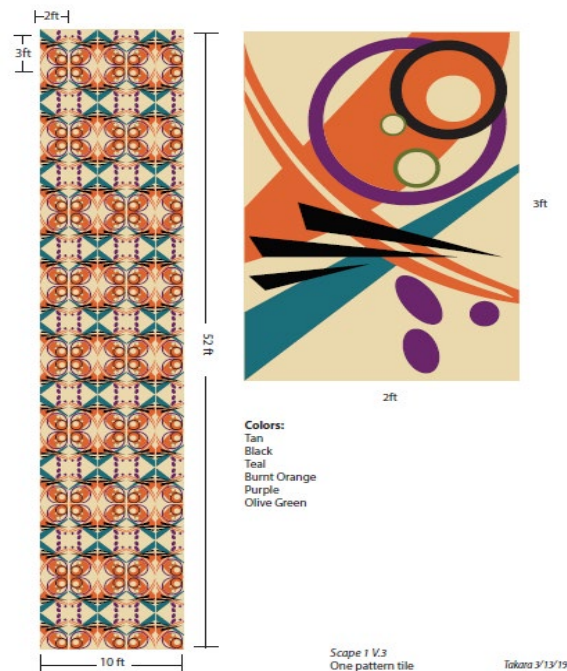 2ft
3ft
52 ft
10 ft
3ft
2ft
Colors:
Tan
Black
Teal
Burnt Orange
Purple
Olive Green
Scape 1 V.3
One pattern tile
Takara 3/13/19